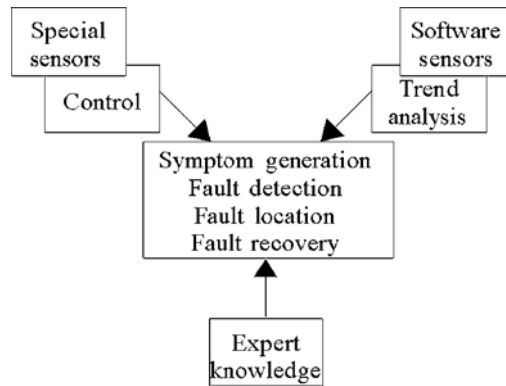 Special
sensors
Control
Software
sensors
Trend
analysis
Symptom generation
Fault detection
Fault location
Fault recovery
Expert
knowledge